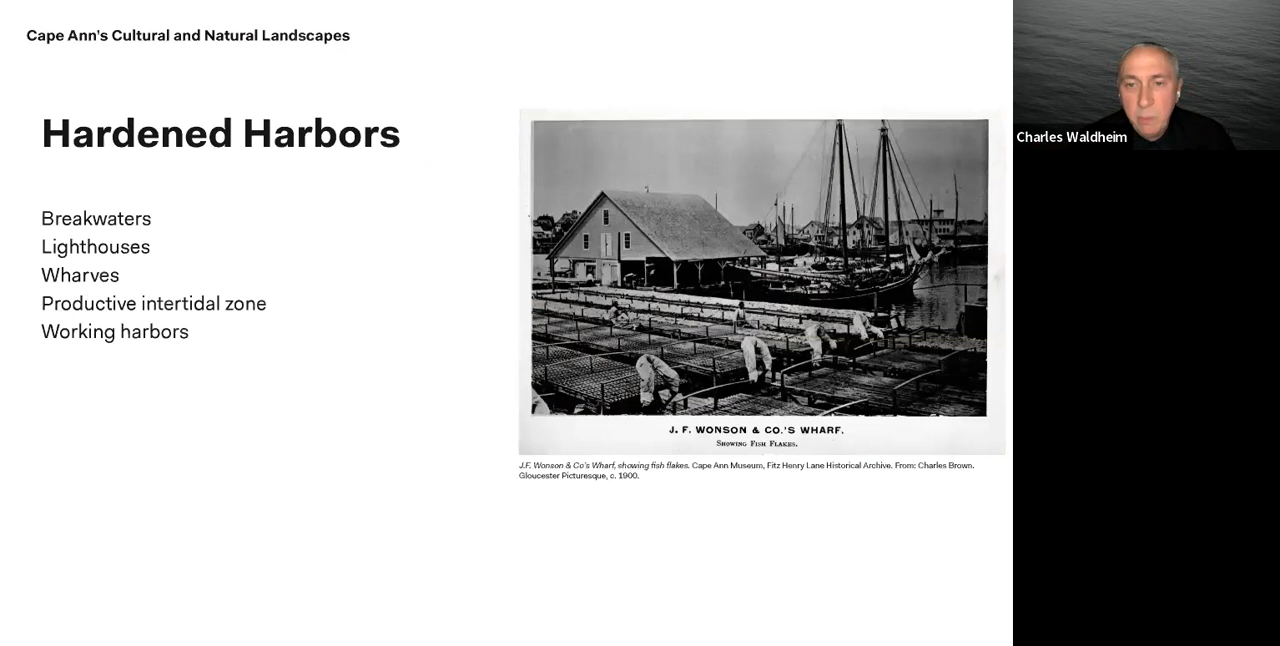 Cape Ann's Cultural and Natural Landscapes
Hardened Harbors
Breakwaters
Lighthouses
Wharves
Productive intertidal zone
Working harbors
J. F. WONSON & CO.'S WHARF.
SHOWING FISH FLAKES.
J.F. Wonson & Co's Wharf, showing fish flakes. Cape Ann Museum, Fitz Henry Lane Historical Archive. From: Charles Brown.
Gloucester Picturesque, c. 1900.
Charles Waldheim